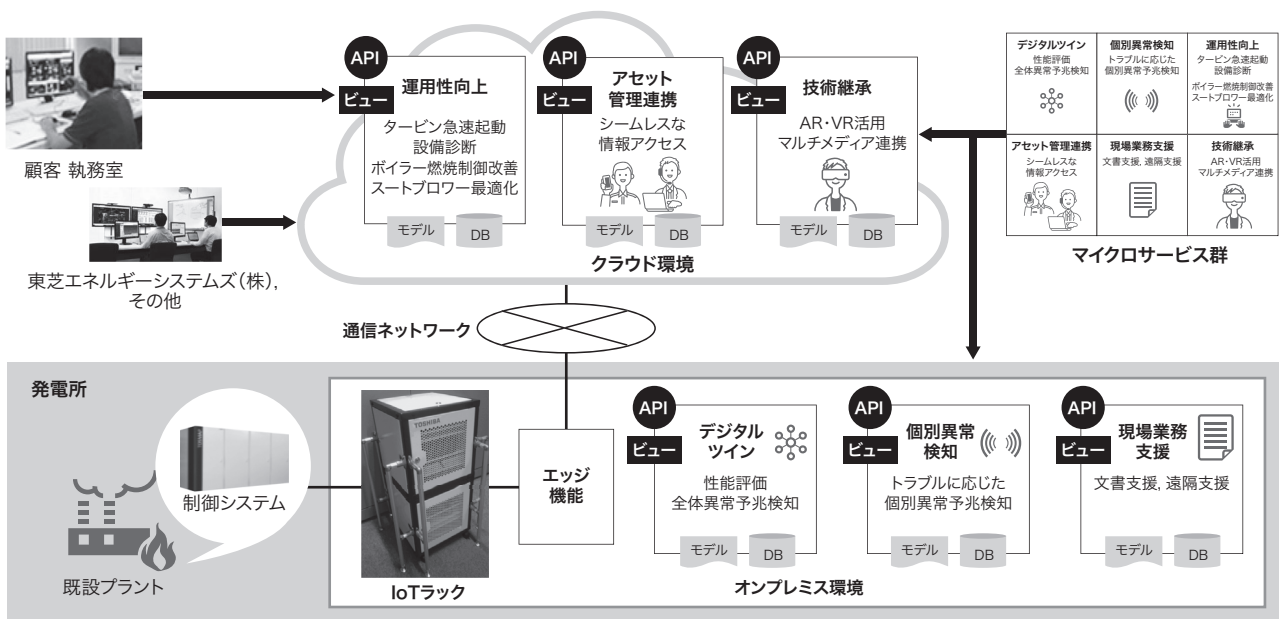 顧客 執務室
東芝エネルギーシステムズ(株),
その他
API
ビュー
運用性向上
タービン急速起動
設備診断
ボイラー燃焼制御改善
スートブロワー最適化
モデル
DB
API
ビュー
アセット
管理連携
シームレスな
情報アクセス
モデル
DB
API
ビュー
技術継承
AR・VR活用
マルチメディア連携
モデル
DB
クラウド環境
デジタルツイン
性能評価
全体異常予兆検知
個別異常検知
トラブルに応じた
個別異常予兆検知
運用性向上
タービン急速起動
設備診断
ボイラー燃焼制御改善
スートブロワー最適化
アセット管理連携
シームレスな
情報アクセス
現場業務支援
文書支援, 遠隔支援
技術継承
AR・VR活用
マルチメディア連携
マイクロサービス群
通信ネットワーク
発電所
制御システム
既設プラント
TOSHIBA
IoTラック
エッジ
機能
API
ビュー
デジタル
ツイン
性能評価
全体異常予兆検知
モデル
DB
API
ビュー
個別異常
検知
トラブルに応じた
個別異常予兆検知
モデル
DB
API
ビュー
現場業務
支援
文書支援, 遠隔支援
モデル
DB
オンプレミス環境